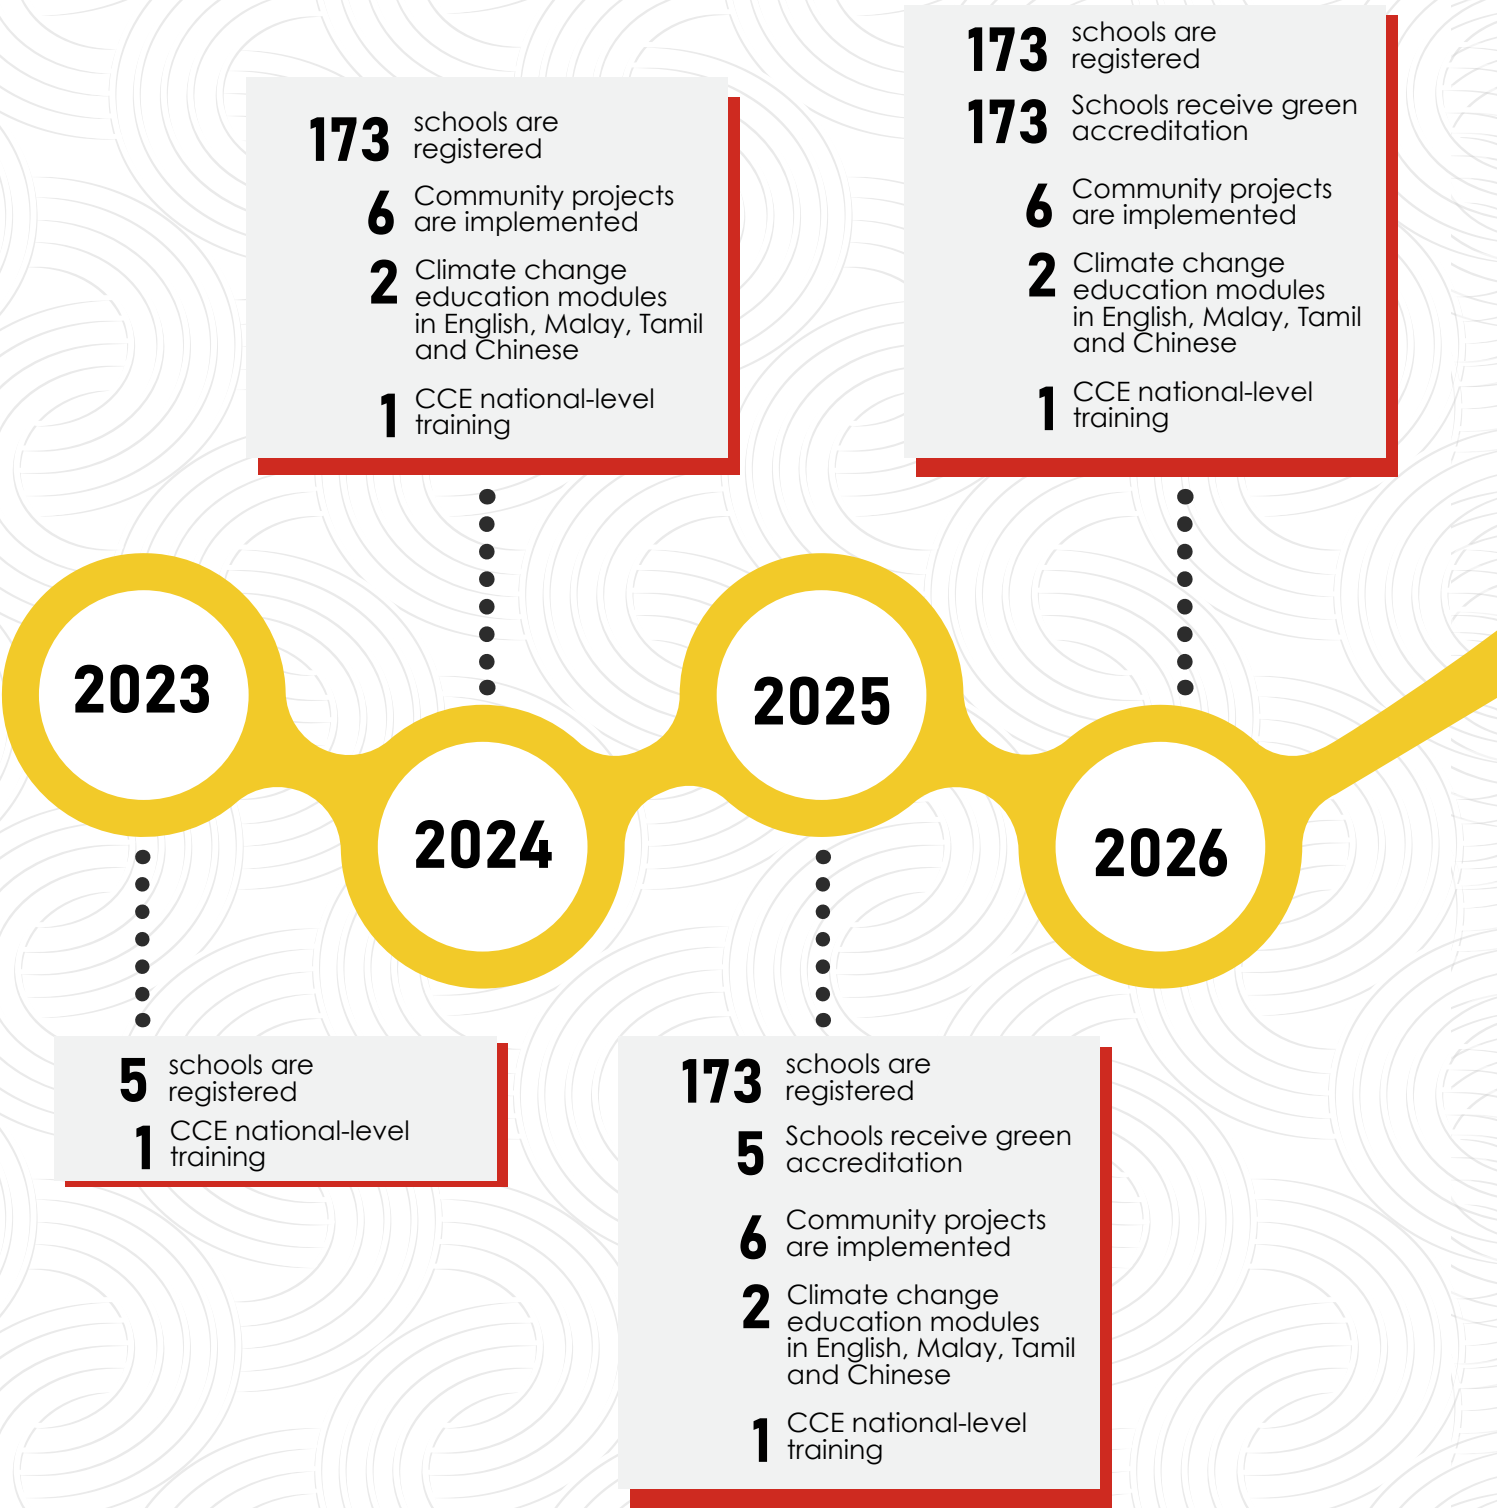 173 schools are
registered
6 Community projects
are implemented
2 Climate change
education modules
in English, Malay, Tamil
and Chinese
1 CCE national-level
training
173 schools are
registered
173 Schools receive green
accreditation
6 Community projects
are implemented
2 Climate change
education modules
in English, Malay, Tamil
and Chinese
1 CCE national-level
training
2023
2024
2025
2026
5 schools are
registered
1 CCE national-level
training
173 schools are
registered
5 Schools receive green
accreditation
6 Community projects
are implemented
2 Climate change
education modules
in English, Malay, Tamil
and Chinese
1 CCE national-level
training